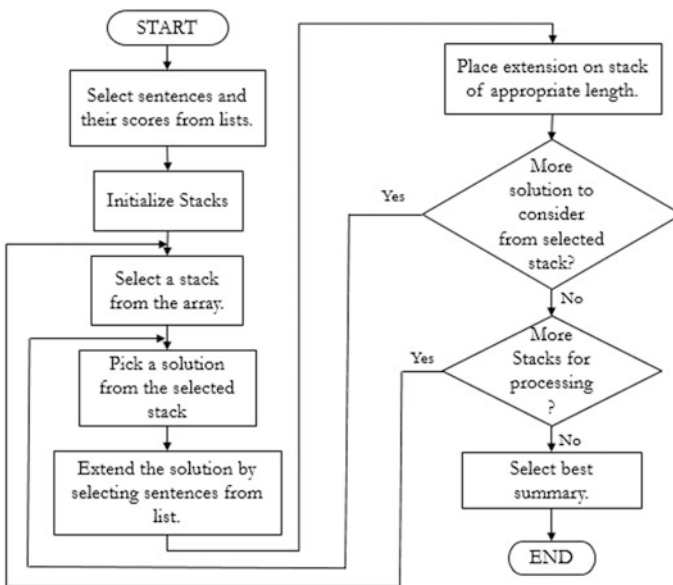 START
Select sentences and
their scores from lists.
Initialize Stacks
Select a stack
from the array.
Pick a solution
from the selected
stack
Extend the solution by
selecting sentences from
list.
Place extension on stack
of appropriate length.
More
solution to
consider
from selected
stack?
Yes
No
More
Stacks for
processing
?
Yes
No
Select best
summary.
END